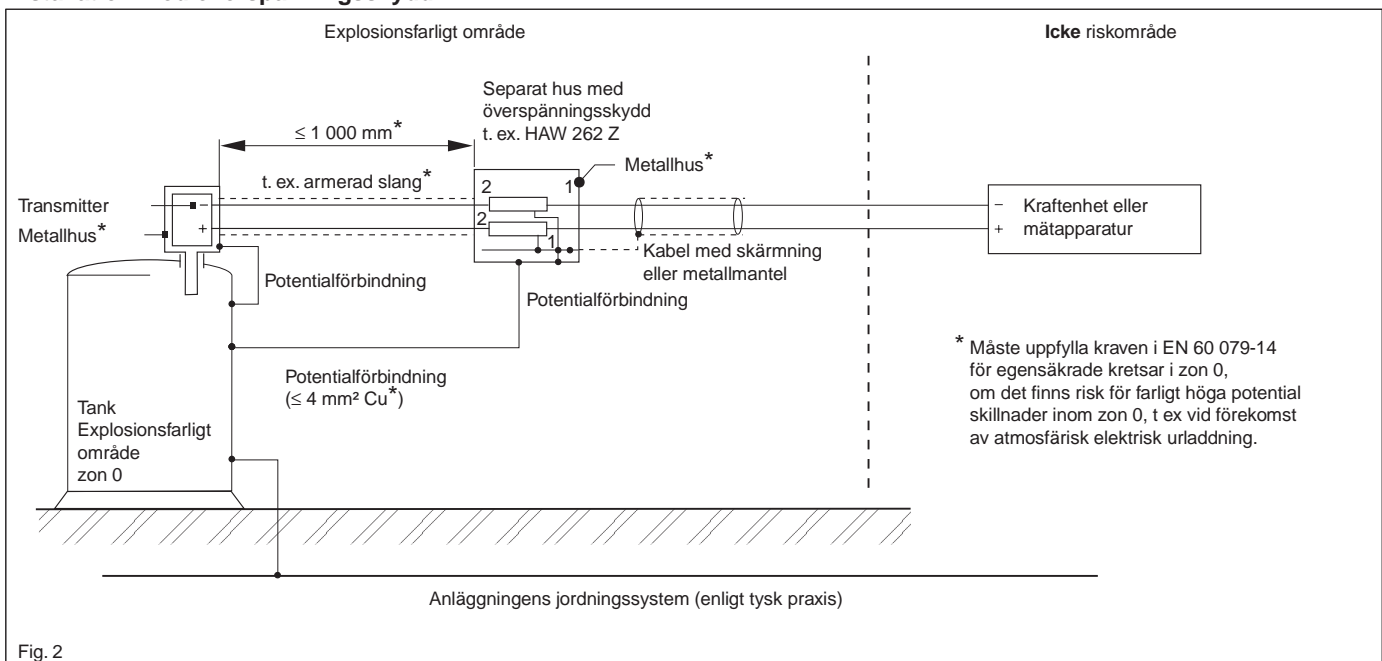 Explosionsfarligt område
Icke riskområde
Separat hus med
överspänningsskydd
t. ex. HAW 262 Z
≤ 1 000 mm*
Metallhus*
t. ex. armerad slang*
2
1
Transmitter
−
−
Kraftenhet eller
Metallhus*
+
2
1
+
mätapparatur
Kabel med skärmning
eller metallmantel
Potentialförbindning
Potentialförbindning
* Måste uppfylla kraven i EN 60 079-14
för egensäkrade kretsar i zon 0,
om det finns risk för farligt höga potential
skillnader inom zon 0, t ex vid förekomst
av atmosfärisk elektrisk urladdning.
Potentialförbindning
(≤ 4 mm² Cu*)
Tank
Explosionsfarligt
område
zon 0
Anläggningens jordningssystem (enligt tysk praxis)
Fig. 2